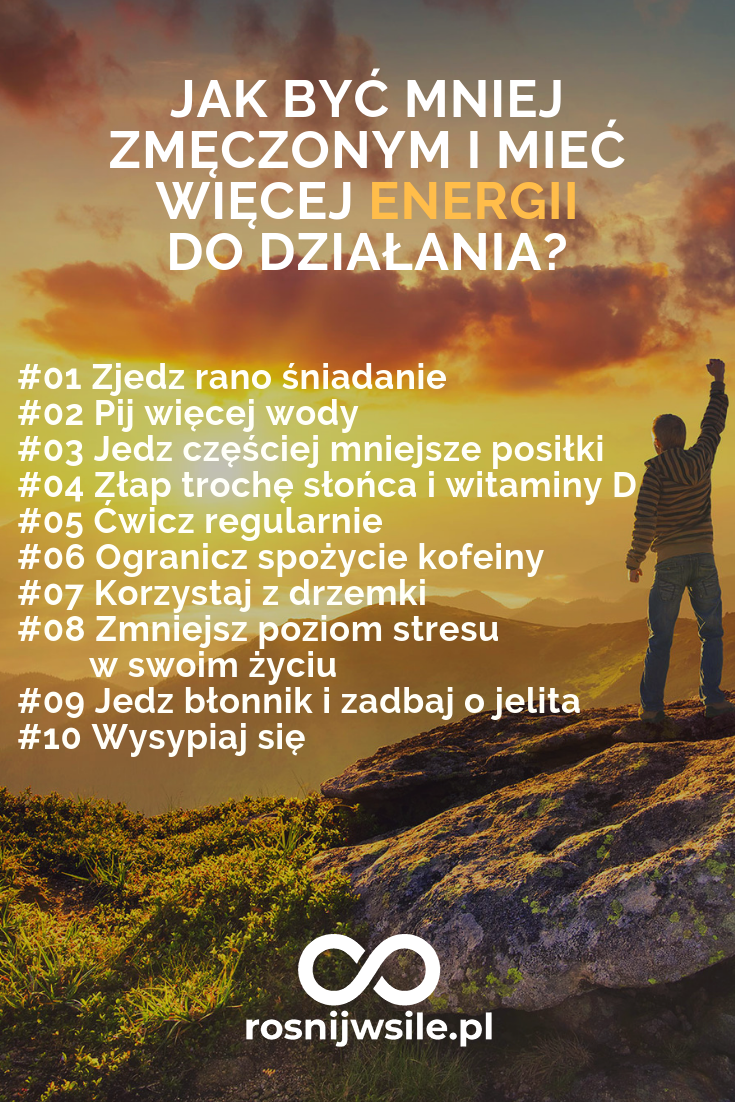 JAK BYĆ MNIEJ
ZMĘCZONYM I MIEĆ
WIĘCEJ ENERGII
DO DZIAŁANIA?
#01 Zjedz rano śniadanie
#02 Pij więcej wody
#03 Jedz częściej mniejsze posiłki
#04 Złap trochę słońca i witaminy D
#05 Ćwicz regularnie
#06 Ogranicz spożycie kofeiny
#07 Korzystaj z drzemki
#08 Zmniejsz poziom stresu
w swoim życiu
#09 Jedz błonnik i zadbaj o jelita
#10 Wysypiaj się
rosnijwsile.pl